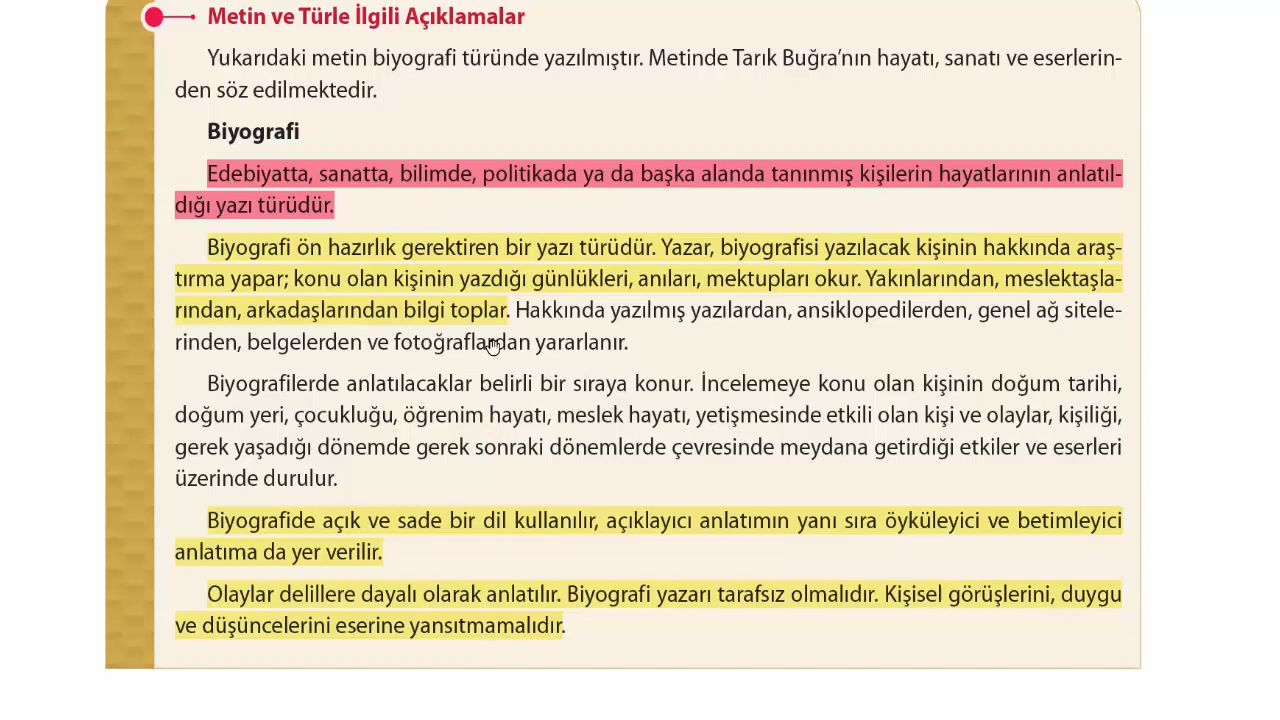 Metin ve Türle İlgili Açıklamalar
Yukarıdaki metin biyografi türünde yazılmıştır. Metinde Tarık Buğra'nın hayatı, sanatı ve eserlerin-
den söz edilmektedir.
Biyografi
Edebiyatta, sanatta, bilimde, politikada ya da başka alanda tanınmış kişilerin hayatlarının anlatıl-
dığı yazı türüdür.
Biyografi ön hazırlık gerektiren bir yazı türüdür. Yazar, biyografisi yazılacak kişinin hakkında araş-
tırma yapar; konu olan kişinin yazdığı günlükleri, anıları, mektupları okur. Yakınlarından, meslektaşla-
rından, arkadaşlarından bilgi toplar. Hakkında yazılmış yazılardan, ansiklopedilerden, genel ağ sitele-
rinden, belgelerden ve fotoğraflardan yararlanır.
Biyografilerde anlatılacaklar belirli bir sıraya konur. İncelemeye konu olan kişinin doğum tarihi,
doğum yeri, çocukluğu, öğrenim hayatı, meslek hayatı, yetişmesinde etkili olan kişi ve olaylar, kişiliği,
gerek yaşadığı dönemde gerek sonraki dönemlerde çevresinde meydana getirdiği etkiler ve eserleri
üzerinde durulur.
Biyografide açık ve sade bir dil kullanılır, açıklayıcı anlatımın yanı sıra öyküleyici ve betimleyici
anlatıma da yer verilir.
Olaylar delillere dayalı olarak anlatılır. Biyografi yazarı tarafsız olmalıdır. Kişisel görüşlerini, duygu
ve düşüncelerini eserine yansıtmamalıdır.